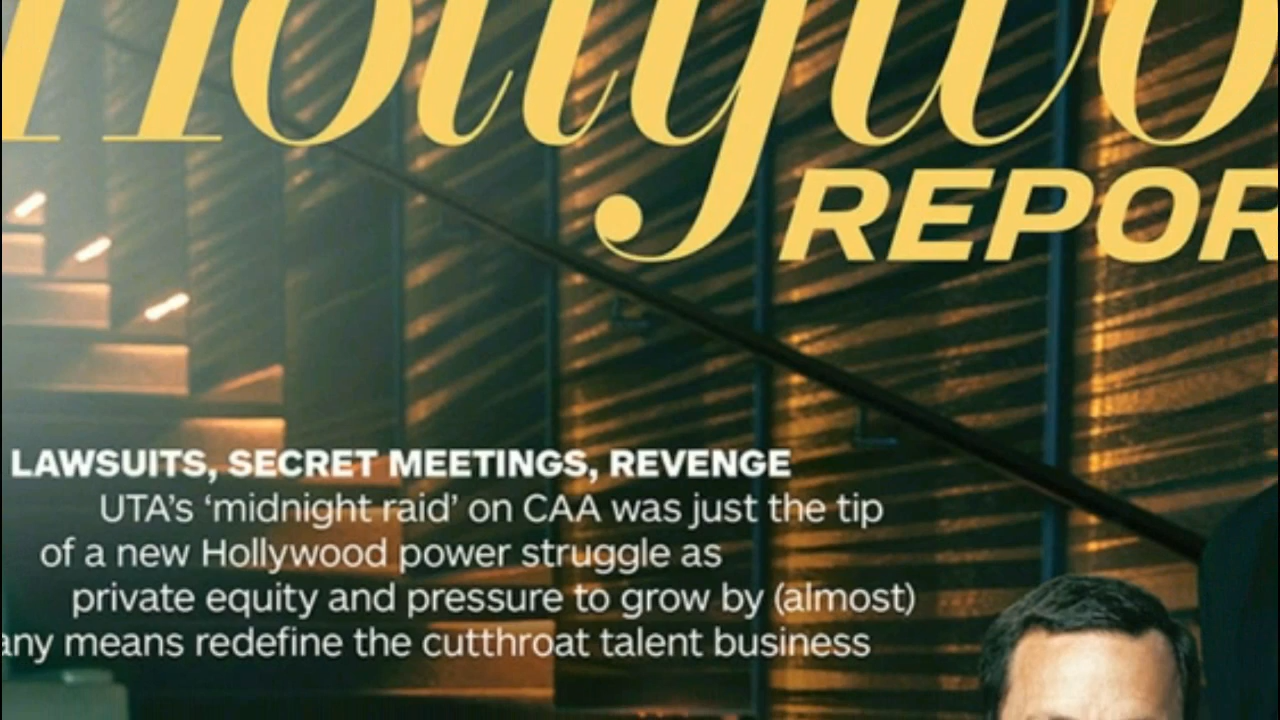 Hollywo
REPOR
LAWSUITS, SECRET MEETINGS, REVENGE
UTA's 'midnight raid' on CAA was just the tip
of a new Hollywood power struggle as
private equity and pressure to grow by (almost)
any means redefine the cutthroat talent business